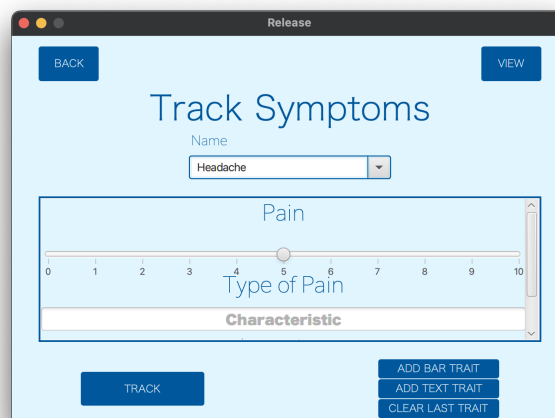 Release
BACK
VIEW
Track Symptoms
Name
Headache
Pain
0 1 2 3 4 5 6 7 8 9 10
Type of Pain
Characteristic
TRACK
ADD BAR TRAIT
ADD TEXT TRAIT
CLEAR LAST TRAIT